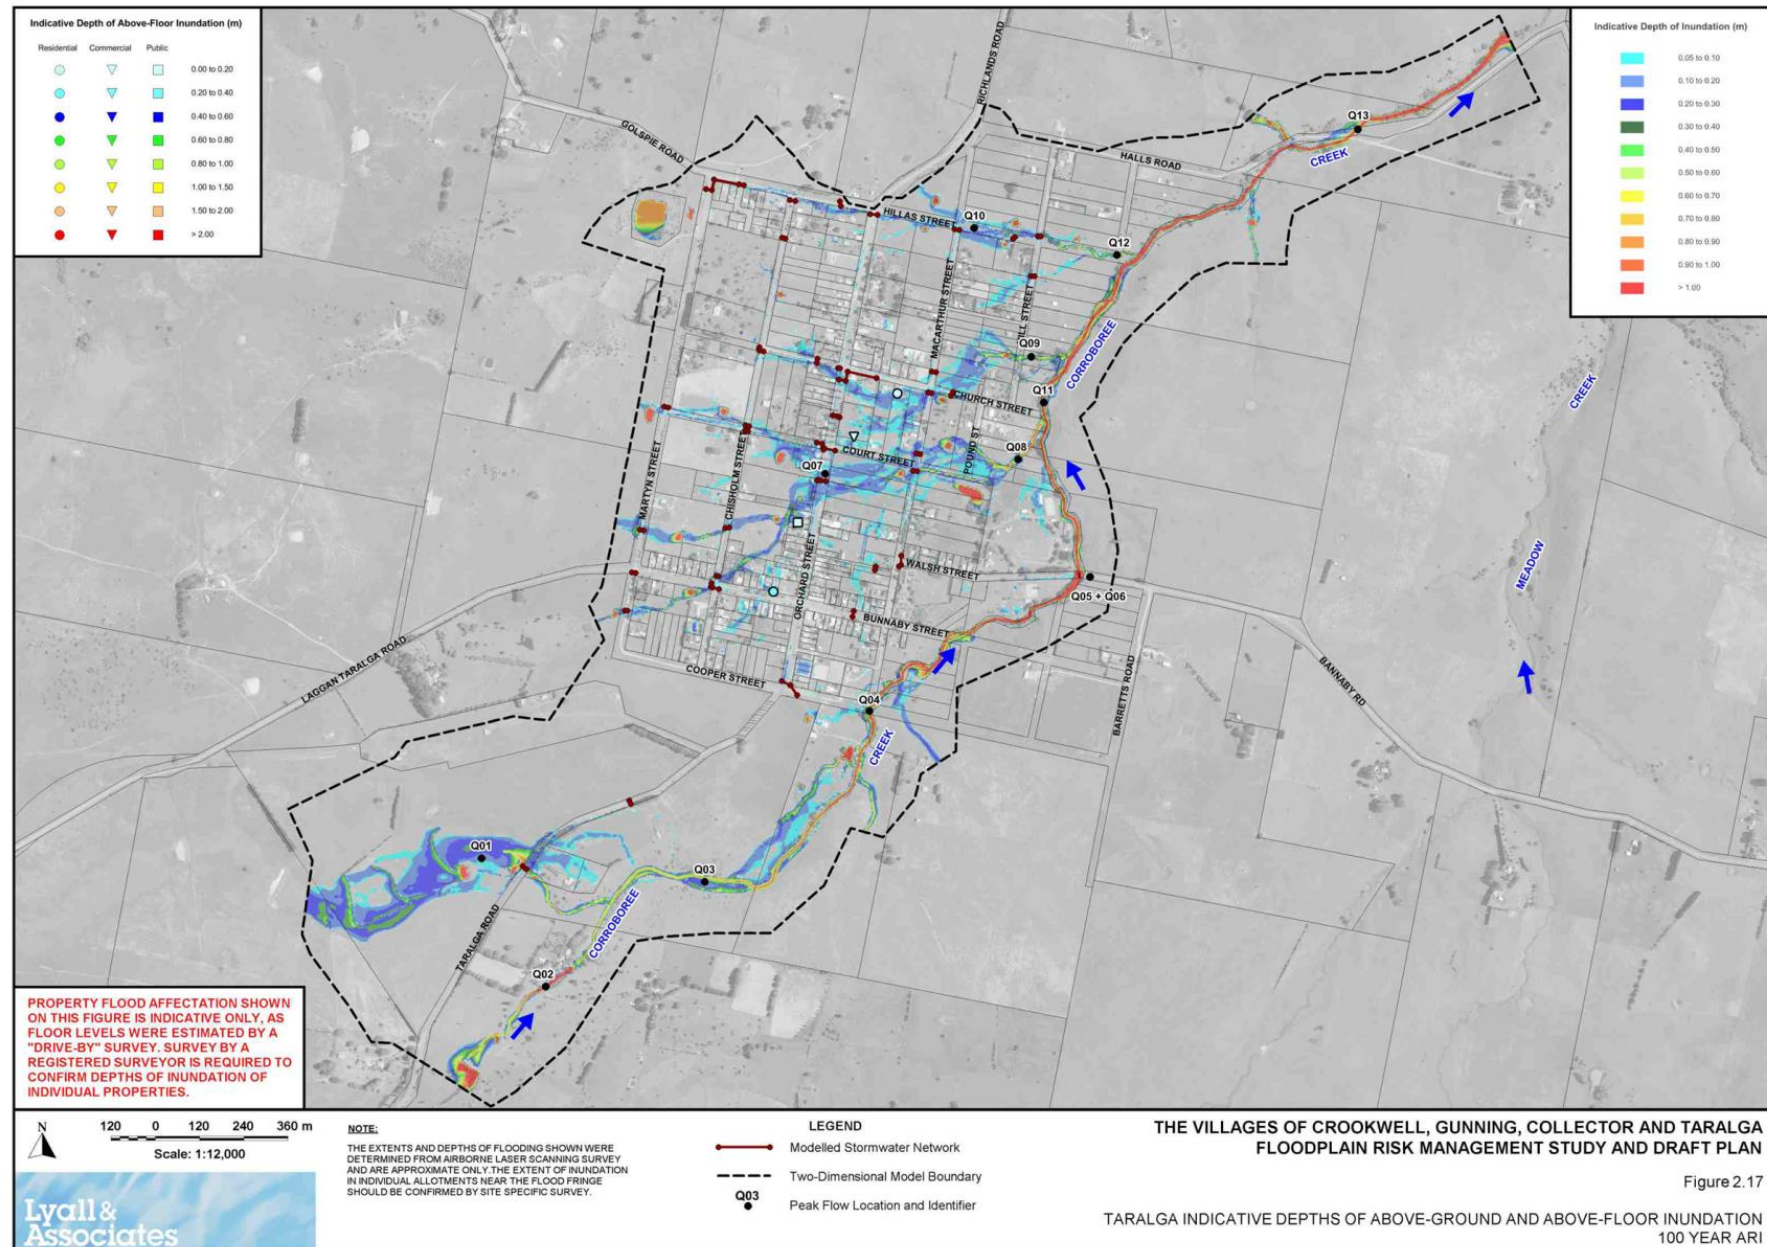 Indicative Depth of Above-Floor Inundation (m)
Residential Commercial Public
0.00 to 0.20
0.20 to 0.40
0.40 to 0.60
0.60 to 0.80
0.80 to 1.00
1.00 to 1.50
1.50 to 2.00
> 2.00
Indicative Depth of Inundation (m)
0.05 to 0.10
0.10 to 0.20
0.20 to 0.30
0.30 to 0.40
0.40 to 0.50
0.50 to 0.60
0.60 to 0.70
0.70 to 0.80
0.80 to 0.90
0.90 to 1.00
> 1.00
RICHLANDS ROAD
GOLSPIE ROAD
HALLS ROAD
Q13
CREEK
HILLAS STREET
Q10
Q12
MACARTHUR STREET
ILL STREET
Q09
CORROBOREE
Q11
CHURCH STREET
CREEK
COURT STREET
POUND ST
Q08
Q07
MARTYN STREET
CHISHOLM STREET
ORCHARD STREET
WALSH STREET
Q05 + Q06
MEADOW
BUNNABY STREET
LAGGAN TARALGA ROAD
COOPER STREET
BARRETTS ROAD
BANNABY RD
Q04
CREEK
Q01
Q03
CORROBOREE
TARALGA ROAD
Q02
PROPERTY FLOOD AFFECTATION SHOWN
ON THIS FIGURE IS INDICATIVE ONLY, AS
FLOOR LEVELS WERE ESTIMATED BY A
"DRIVE-BY" SURVEY. SURVEY BY A
REGISTERED SURVEYOR IS REQUIRED TO
CONFIRM DEPTHS OF INUNDATION OF
INDIVIDUAL PROPERTIES.
N
120 0 120 240 360 m
Scale: 1:12,000
Lyall &
Associates
NOTE:
THE EXTENTS AND DEPTHS OF FLOODING SHOWN WERE
DETERMINED FROM AIRBORNE LASER SCANNING SURVEY
AND ARE APPROXIMATE ONLY.THE EXTENT OF INUNDATION
IN INDIVIDUAL ALLOTMENTS NEAR THE FLOOD FRINGE
SHOULD BE CONFIRMED BY SITE SPECIFIC SURVEY.
LEGEND
Modelled Stormwater Network
Two-Dimensional Model Boundary
Q03
Peak Flow Location and Identifier
THE VILLAGES OF CROOKWELL, GUNNING, COLLECTOR AND TARALGA
FLOODPLAIN RISK MANAGEMENT STUDY AND DRAFT PLAN
Figure 2.17
TARALGA INDICATIVE DEPTHS OF ABOVE-GROUND AND ABOVE-FLOOR INUNDATION
100 YEAR ARI